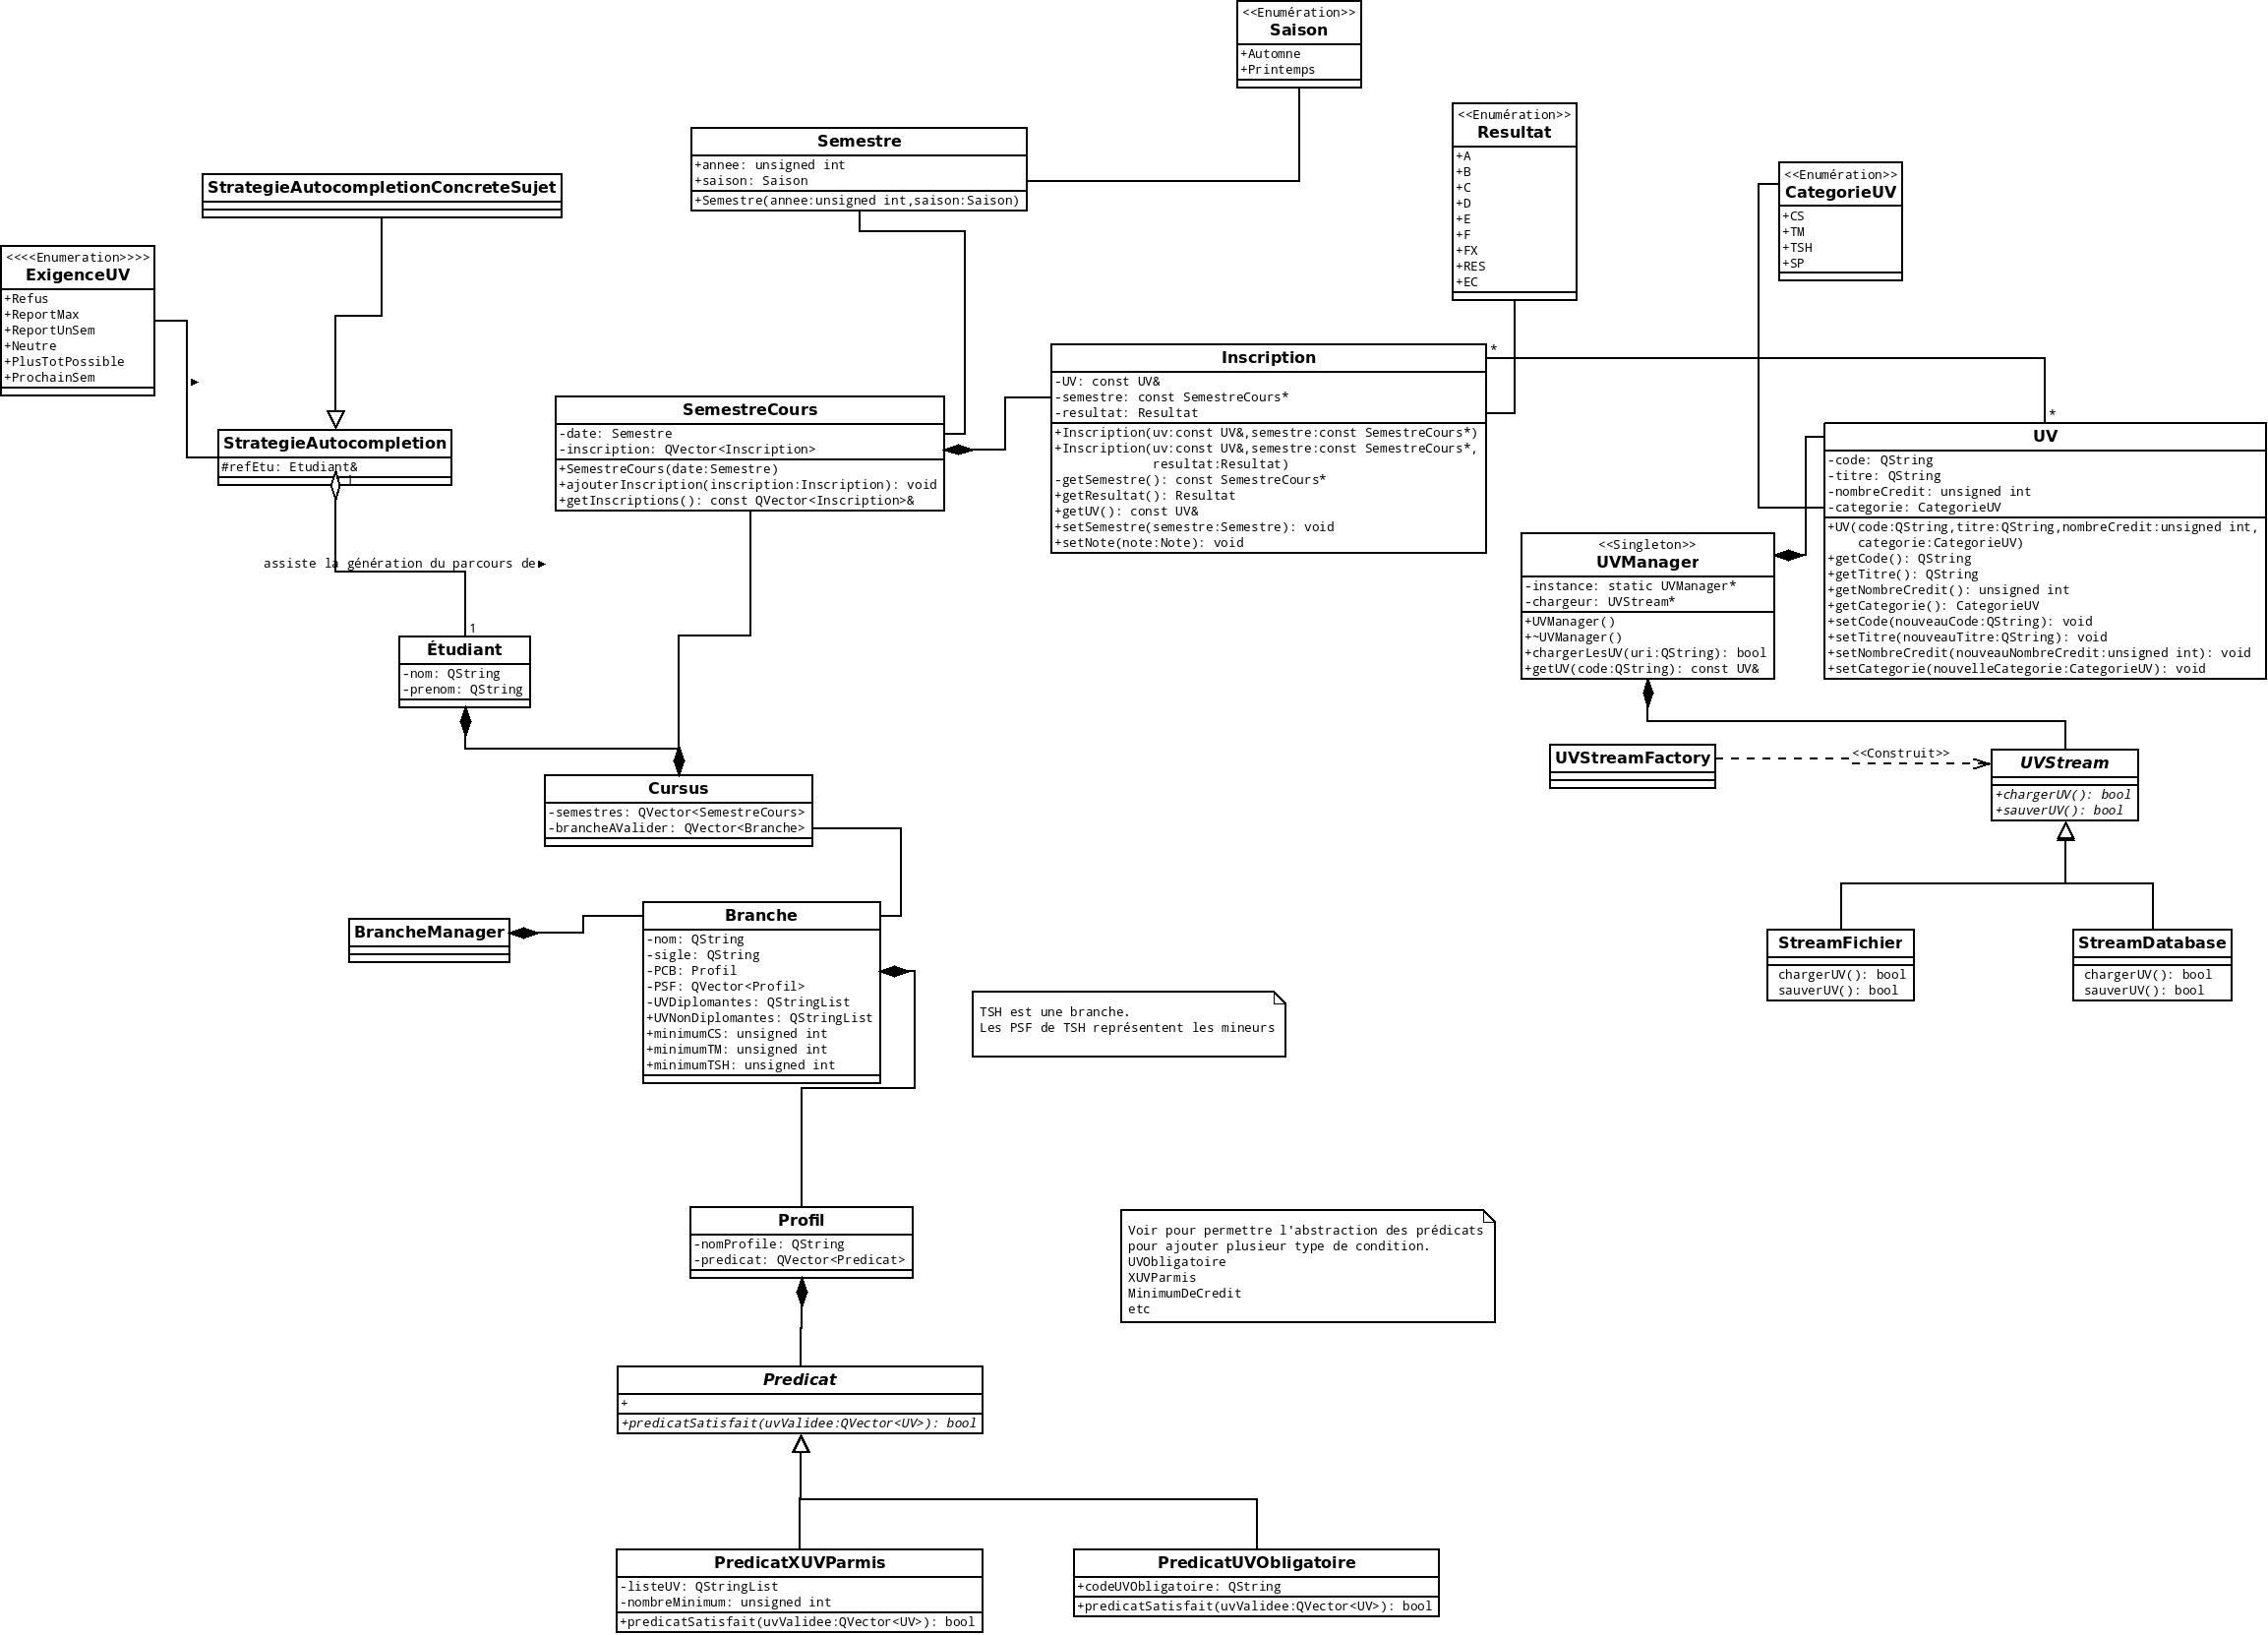 <<Enumération>>
Saison
+Automne
+Printemps
<<Enumération>>
Resultat
+A
+B
+C
+D
+E
+F
+FX
+RES
+EC
Semestre
+annee: unsigned int
+saison: Saison
+Semestre(annee:unsigned int,saison:Saison)
<<Enumération>>
CategorieUV
+CS
+TM
+TSH
+SP
StrategieAutocompletionConcreteSujet
<<<<Enumeration>>>>
ExigenceUV
+Refus
+ReportMax
+ReportUnSem
+Neutre
+PlusTotPossible
+ProchainSem
StrategieAutocompletion
#refEtu: Etudiant&
1
assiste la génération du parcours de
1
SemestreCours
-date: Semestre
-inscription: QVector<Inscription>
+SemestreCours(date:Semestre)
+ajouterInscription(inscription:Inscription): void
+getInscriptions(): const QVector<Inscription>&
Inscription
-UV: const UV&
-semestre: const SemestreCours*
-resultat: Resultat
+Inscription(uv:const UV&,semestre:const SemestreCours*)
+Inscription(uv:const UV&,semestre:const SemestreCours*,
resultat:Resultat)
-getSemestre(): const SemestreCours*
+getResultat(): Resultat
+getUV(): const UV&
+setSemestre(semestre:Semestre): void
+setNote(note:Note): void
*
*
UV
-code: QString
-titre: QString
-nombreCredit: unsigned int
-categorie: CategorieUV
+UV(code:QString,titre:QString,nombreCredit:unsigned int,
categorie:CategorieUV)
+getCode(): QString
+getTitre(): QString
+getNombreCredit(): unsigned int
+getCategorie(): CategorieUV
+setCode(nouveauCode:QString): void
+setTitre(nouveauTitre:QString): void
+setNombreCredit(nouveauNombreCredit:unsigned int): void
+setCategorie(nouvelleCategorie:CategorieUV): void
<<Singleton>>
UVManager
-instance: static UVManager*
-chargeur: UVStream*
+UVManager()
+~UVManager()
+chargerLesUV(uri:QString): bool
+getUV(code:QString): const UV&
Étudiant
-nom: QString
-prenom: QString
UVStreamFactory
<<Construit>>
UVStream
+chargerUV(): bool
+sauverUV(): bool
Cursus
-semestres: QVector<SemestreCours>
-brancheAValider: QVector<Branche>
StreamFichier
chargerUV(): bool
sauverUV(): bool
StreamDatabase
chargerUV(): bool
sauverUV(): bool
BrancheManager
Branche
-nom: QString
-sigle: QString
-PCB: Profil
-PSF: QVector<Profil>
-UVDiplomantes: QStringList
+UVNonDiplomantes: QStringList
+minimumCS: unsigned int
+minimumTM: unsigned int
+minimumTSH: unsigned int
TSH est une branche.
Les PSF de TSH représentent les mineurs
Profil
-nomProfile: QString
-predicat: QVector<Predicat>
Voir pour permettre l'abstraction des prédicats
pour ajouter plusieur type de condition.
UVObligatoire
XUVParmis
MinimumDeCredit
etc
Predicat
+
+predicatSatisfait(uvValidee:QVector<UV>): bool
PredicatXUVParmis
-listeUV: QStringList
-nombreMinimum: unsigned int
+predicatSatisfait(uvValidee:QVector<UV>): bool
PredicatUVObligatoire
+codeUVObligatoire: QString
+predicatSatisfait(uvValidee:QVector<UV>): bool